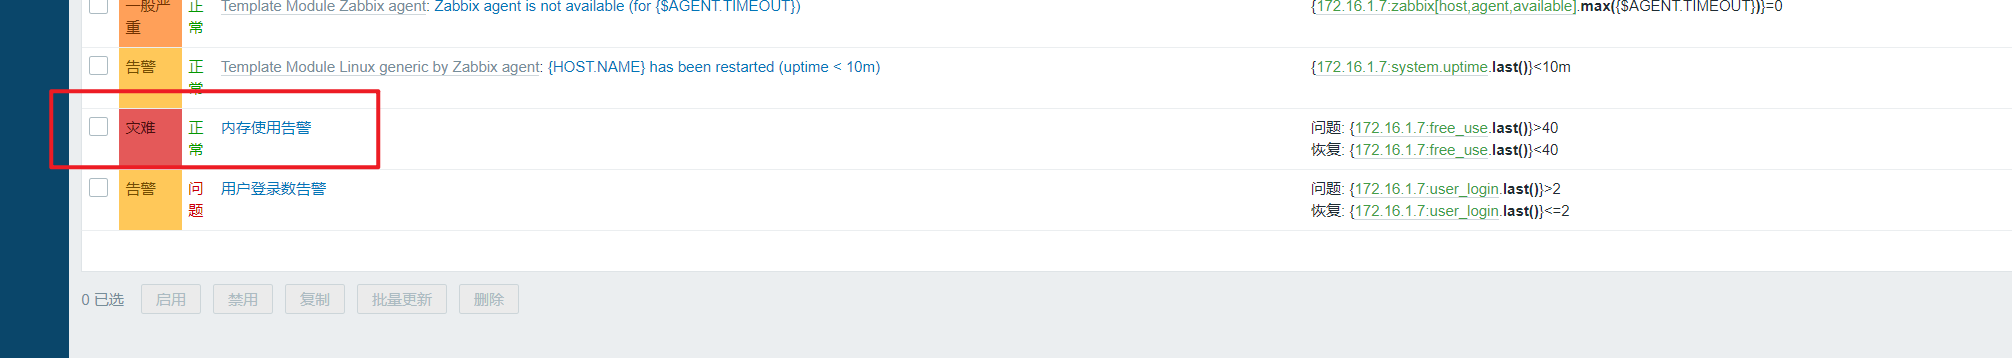 一般严重 正常 Template Module Zabbix agent: Zabbix agent is not available (for {$AGENT.TIMEOUT}) {172.16.1.7:zabbix[host,agent,available].max({$AGENT.TIMEOUT})}=0
告警 正常 Template Module Linux generic by Zabbix agent: {HOST.NAME} has been restarted (uptime < 10m) {172.16.1.7:system.uptime.last()}<10m
灾难 正常 内存使用告警 问题: {172.16.1.7:free_use.last()}>40
恢复: {172.16.1.7:free_use.last()}<40
告警 问题 用户登录数告警 问题: {172.16.1.7:user_login.last()}>2
恢复: {172.16.1.7:user_login.last()}<=2
0 已选 启用 禁用 复制 批量更新 删除